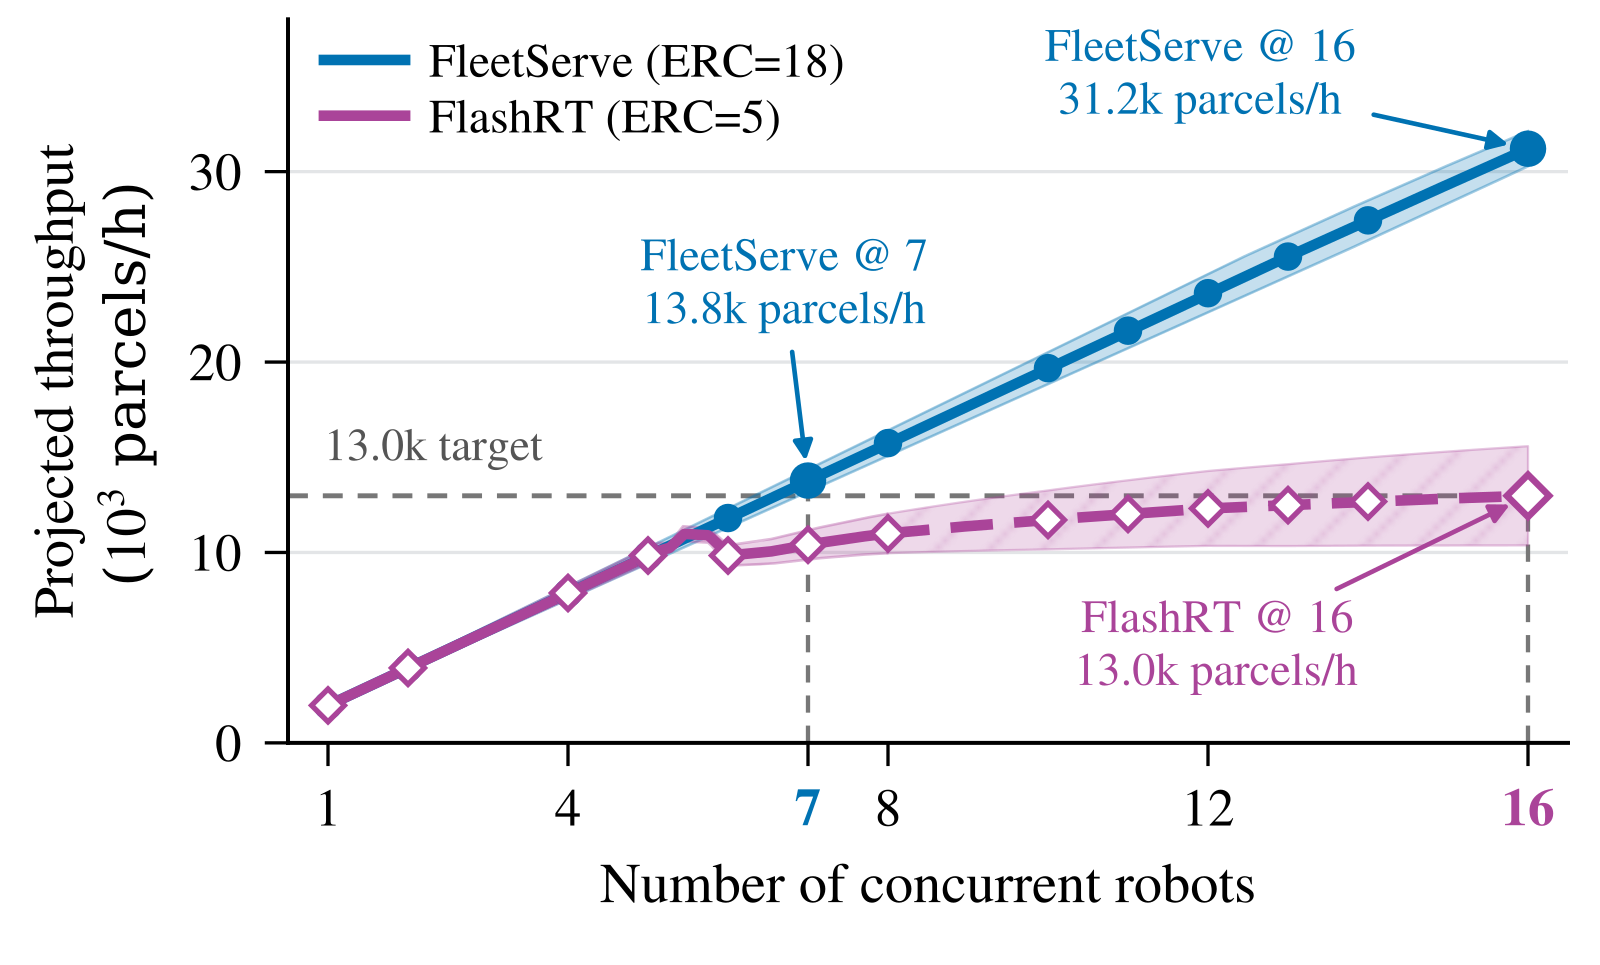 FleetServe (ERC=18)
FlashRT (ERC=5)
FleetServe @ 16
31.2k parcels/h
FleetServe @ 7
13.8k parcels/h
13.0k target
FlashRT @ 16
13.0k parcels/h
Projected throughput
(10³ parcels/h)
30
20
10
0
1 4 7 8 12 16
Number of concurrent robots